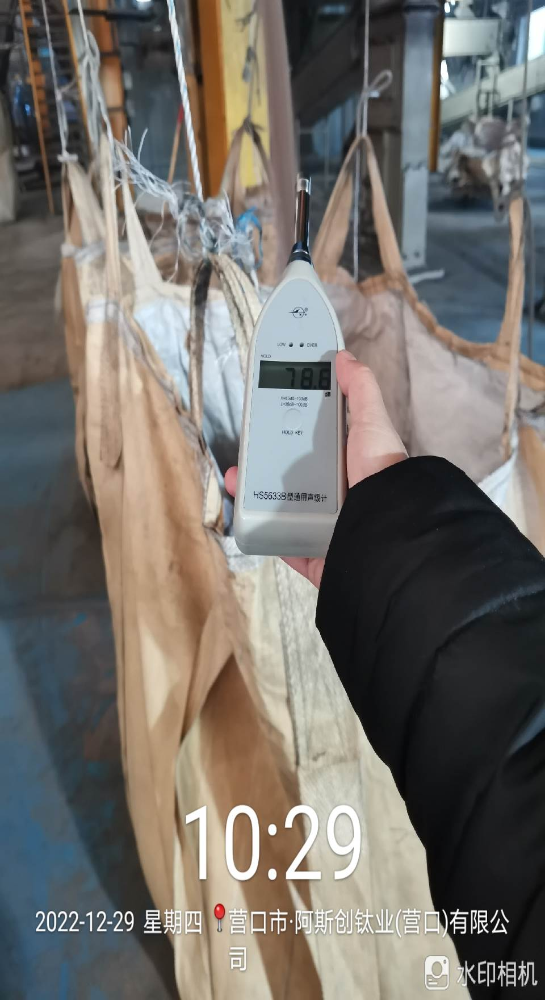 LOW OVER
HOLD
78.6
dB
H=65dB~130dB
L=35dB~100dB
HOLD KEY
HS5633B型通用声级计
10:29
2022-12-29 星期四 营口市·阿斯创钛业(营口)有限公
司
水印相机